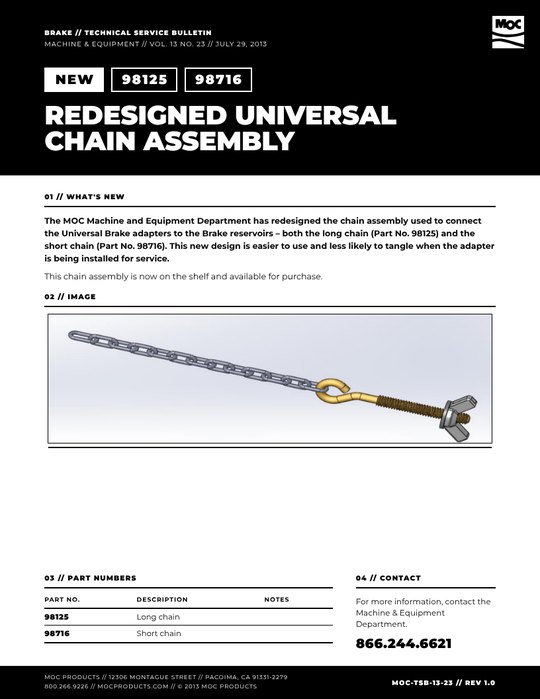 BRAKE // TECHNICAL SERVICE BULLETIN
MACHINE & EQUIPMENT // VOL. 13 NO. 23 // JULY 29, 2013
MOC
NEW 98125 98716
REDESIGNED UNIVERSAL
CHAIN ASSEMBLY
01 // WHAT'S NEW
The MOC Machine and Equipment Department has redesigned the chain assembly used to connect
the Universal Brake adapters to the Brake reservoirs – both the long chain (Part No. 98125) and the
short chain (Part No. 98716). This new design is easier to use and less likely to tangle when the adapter
is being installed for service.
This chain assembly is now on the shelf and available for purchase.
02 // IMAGE
03 // PART NUMBERS
PART NO. DESCRIPTION NOTES
98125 Long chain
98716 Short chain
04 // CONTACT
For more information, contact the
Machine & Equipment
Department.
866.244.6621
MOC PRODUCTS // 12306 MONTAGUE STREET // PACOIMA, CA 91331-2279
800.266.9226 // MOCPRODUCTS.COM // © 2013 MOC PRODUCTS
MOC-TSB-13-23 // REV 1.0